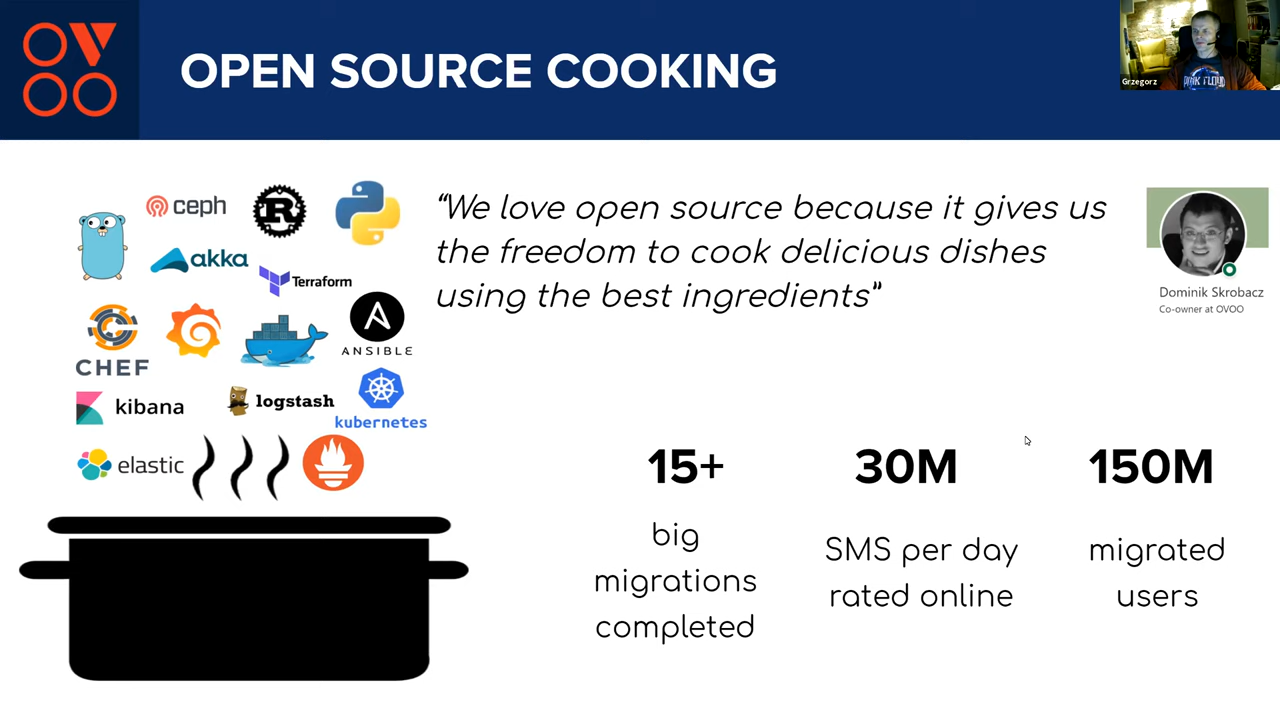 OVOO
OPEN SOURCE COOKING
Grzegorz
PINK FLOYD
ceph
R
akka
Terraform
A
ANSIBLE
CHEF
kibana
logstash
kubernetes
elastic
“We love open source because it gives us
the freedom to cook delicious dishes
using the best ingredients”
Dominik Skrobacz
Co-owner at OVOO
15+
big
migrations
completed
30M
SMS per day
rated online
150M
migrated
users